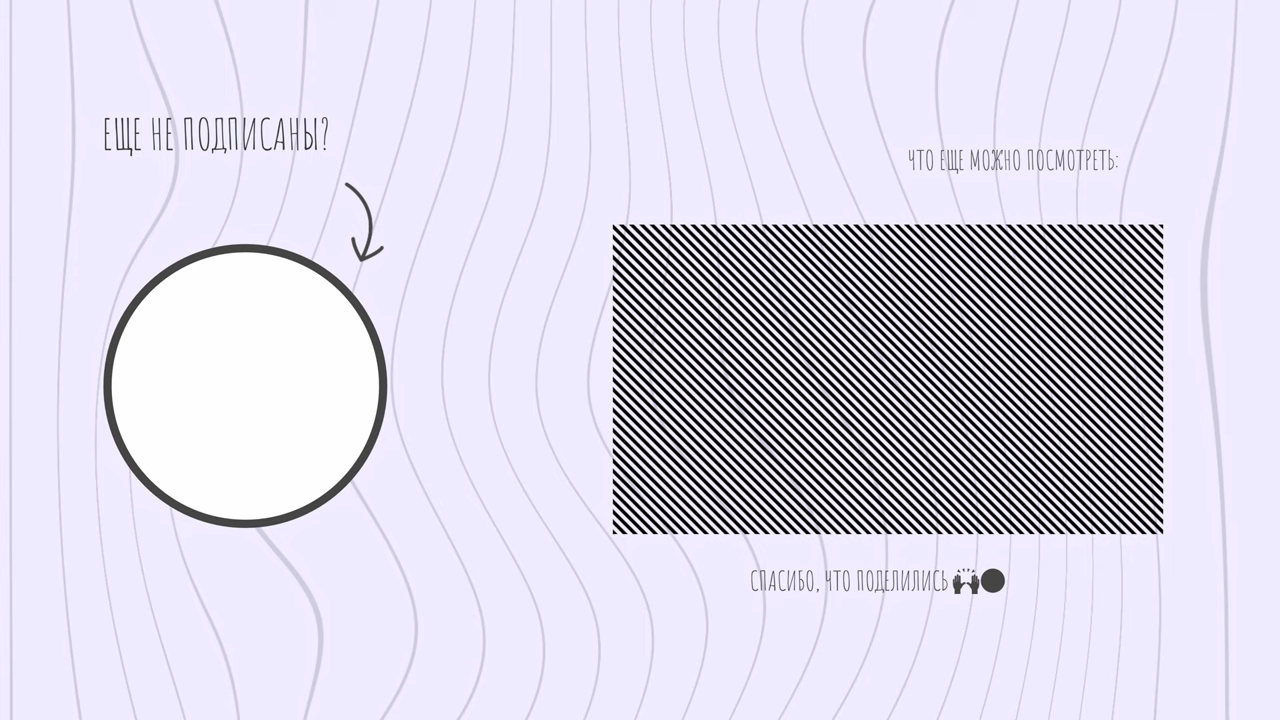 ЕЩЕ НЕ ПОДПИСАНЫ?
ЧТО ЕЩЕ МОЖНО ПОСМОТРЕТЬ:
СПАСИБО, ЧТО ПОДЕЛИЛИСЬ 🙌⚫